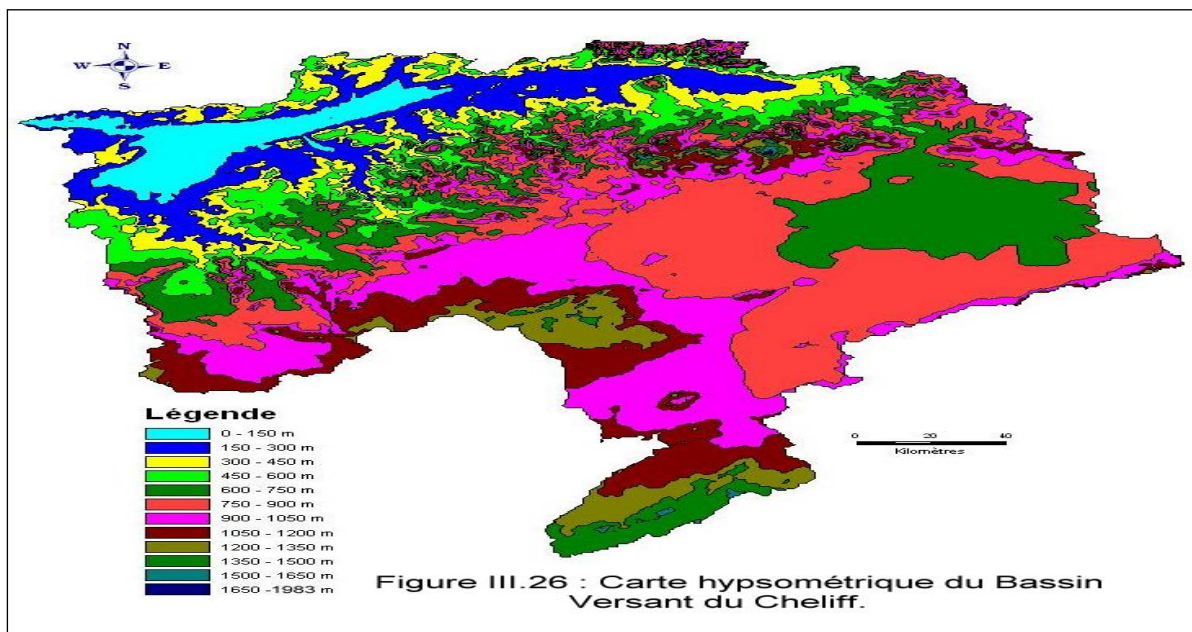 N
W E
S
Légende
0 - 150 m
150 - 300 m
300 - 450 m
450 - 600 m
600 - 750 m
750 - 900 m
900 - 1050 m
1050 - 1200 m
1200 - 1350 m
1350 - 1500 m
1500 - 1650 m
1650 -1983 m
0 20 40
Kilomètres
Figure III.26 : Carte hypsométrique du Bassin
Versant du Cheliff.